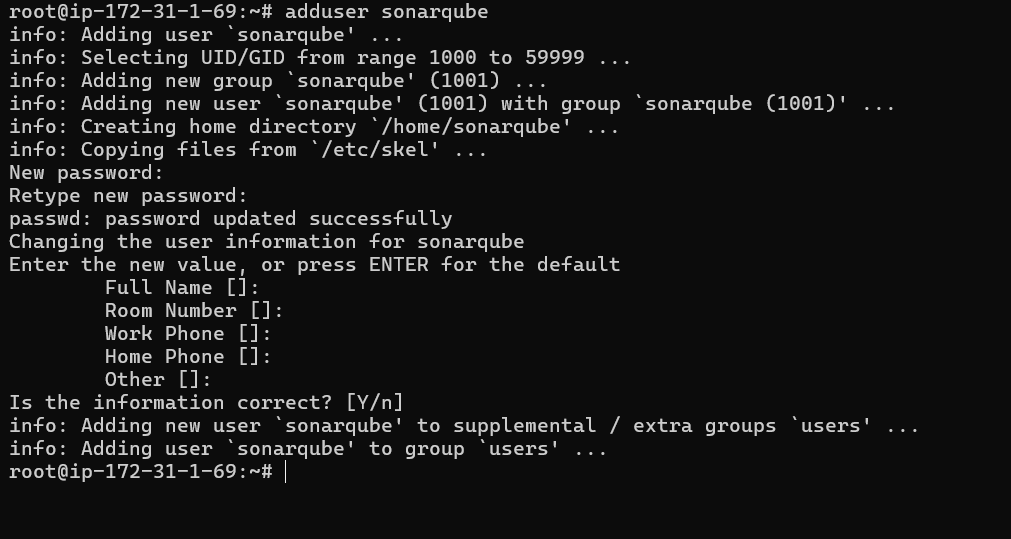 root@ip-172-31-1-69:~# adduser sonarqube
info: Adding user `sonarqube' ...
info: Selecting UID/GID from range 1000 to 59999 ...
info: Adding new group `sonarqube' (1001) ...
info: Adding new user `sonarqube' (1001) with group `sonarqube (1001)' ...
info: Creating home directory `/home/sonarqube' ...
info: Copying files from `/etc/skel' ...
New password:
Retype new password:
passwd: password updated successfully
Changing the user information for sonarqube
Enter the new value, or press ENTER for the default
        Full Name []:
        Room Number []:
        Work Phone []:
        Home Phone []:
        Other []:
Is the information correct? [Y/n]
info: Adding new user `sonarqube' to supplemental / extra groups `users' ...
info: Adding user `sonarqube' to group `users' ...
root@ip-172-31-1-69:~#